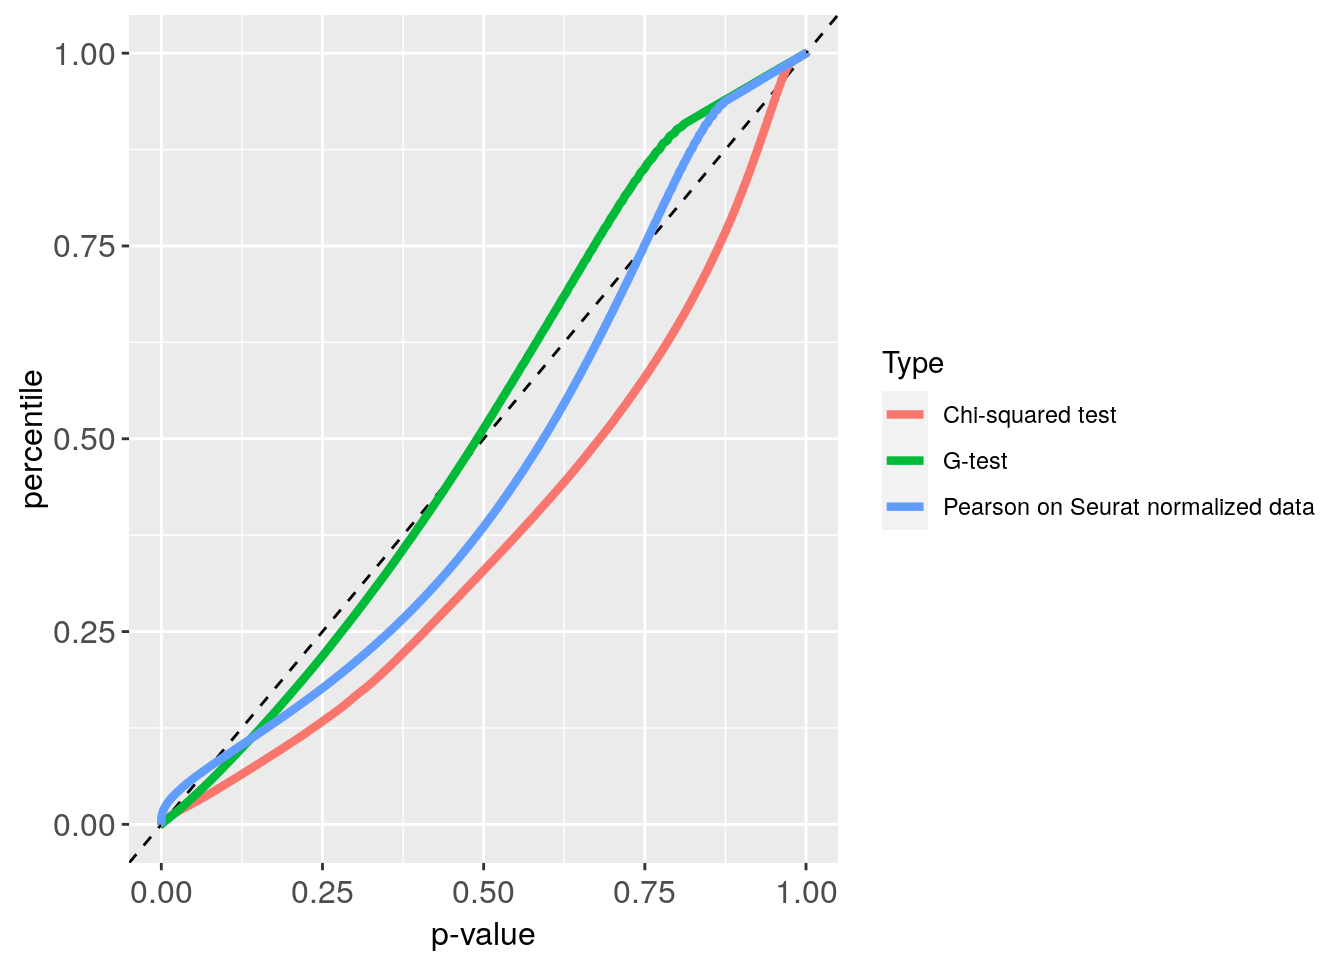 percentile
1.00
0.75
0.50
0.25
0.00
0.00 0.25 0.50 0.75 1.00
p-value
Type
Chi-squared test
G-test
Pearson on Seurat normalized data